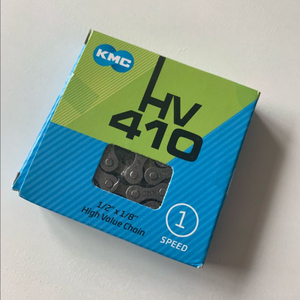 KMC
HV
410
1/2" x 1/8"
High Value Chain
1
SPEED